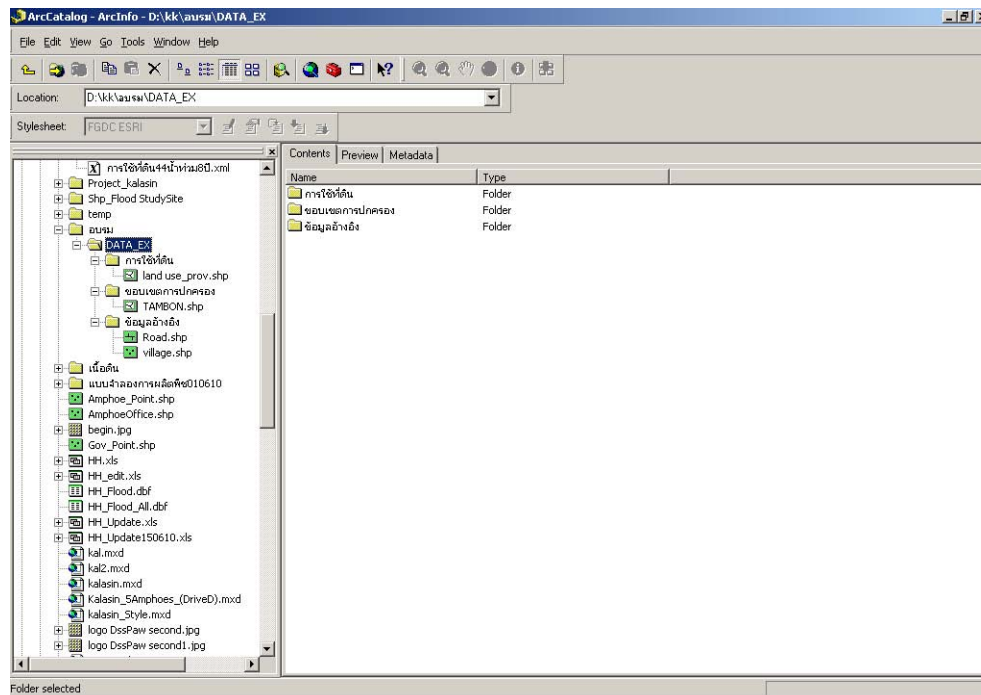 ArcCatalog - ArcInfo - D:\kk\อบรม\DATA_EX
File Edit View Go Tools Window Help
Location: D:\kk\อบรม\DATA_EX
Stylesheet: FGDC ESRI
Contents Preview Metadata
การใช้ที่ดิน44น้ำท่วม8ปี.xml
Project_kalasin
Shp_Flood StudySite
temp
อบรม
DATA_EX
การใช้ที่ดิน
land use_prov.shp
ขอบเขตการปกครอง
TAMBON.shp
ข้อมูลอ้างอิง
Road.shp
village.shp
เนื้อดิน
แบบจำลองการผลิตพืช010610
Amphoe_Point.shp
AmphoeOffice.shp
begin.jpg
Gov_Point.shp
HH.xls
HH_edit.xls
HH_Flood.dbf
HH_Flood_All.dbf
HH_Update.xls
HH_Update150610.xls
kal.mxd
kal2.mxd
kalasin.mxd
Kalasin_5Amphoes_(DriveD).mxd
kalasin_Style.mxd
logo DssPaw second.jpg
logo DssPaw second1.jpg
Name Type
การใช้ที่ดิน Folder
ขอบเขตการปกครอง Folder
ข้อมูลอ้างอิง Folder
Folder selected